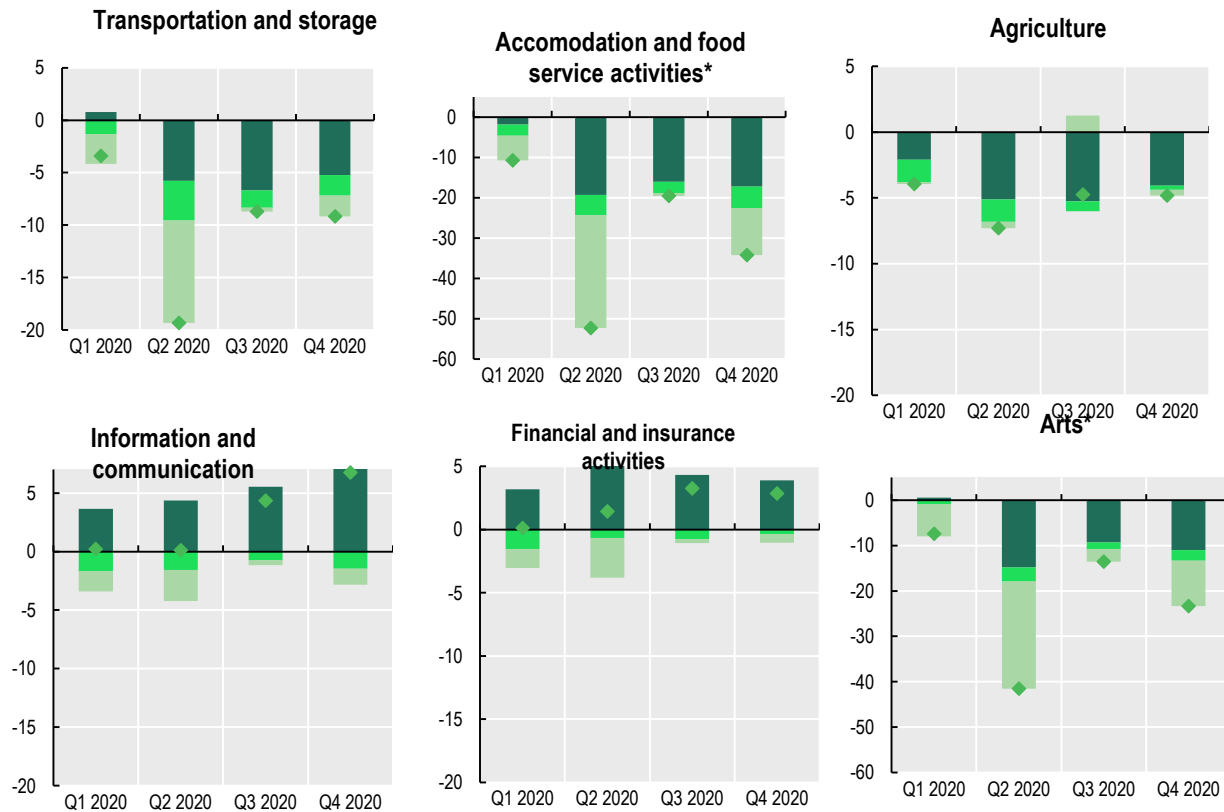 Transportation and storage
5
0
-5
-10
-15
-20
Q1 2020 Q2 2020 Q3 2020 Q4 2020
Accomodation and food
service activities*
0
-10
-20
-30
-40
-50
-60
Q1 2020 Q2 2020 Q3 2020 Q4 2020
Agriculture
5
0
-5
-10
-15
-20
Q1 2020 Q2 2020 Q3 2020 Q4 2020
Information and
communication
5
0
-5
-10
-15
-20
Q1 2020 Q2 2020 Q3 2020 Q4 2020
Financial and insurance
activities
5
0
-5
-10
-15
-20
Q1 2020 Q2 2020 Q3 2020 Q4 2020
Arts*
0
-10
-20
-30
-40
-50
-60
Q1 2020 Q2 2020 Q3 2020 Q4 2020